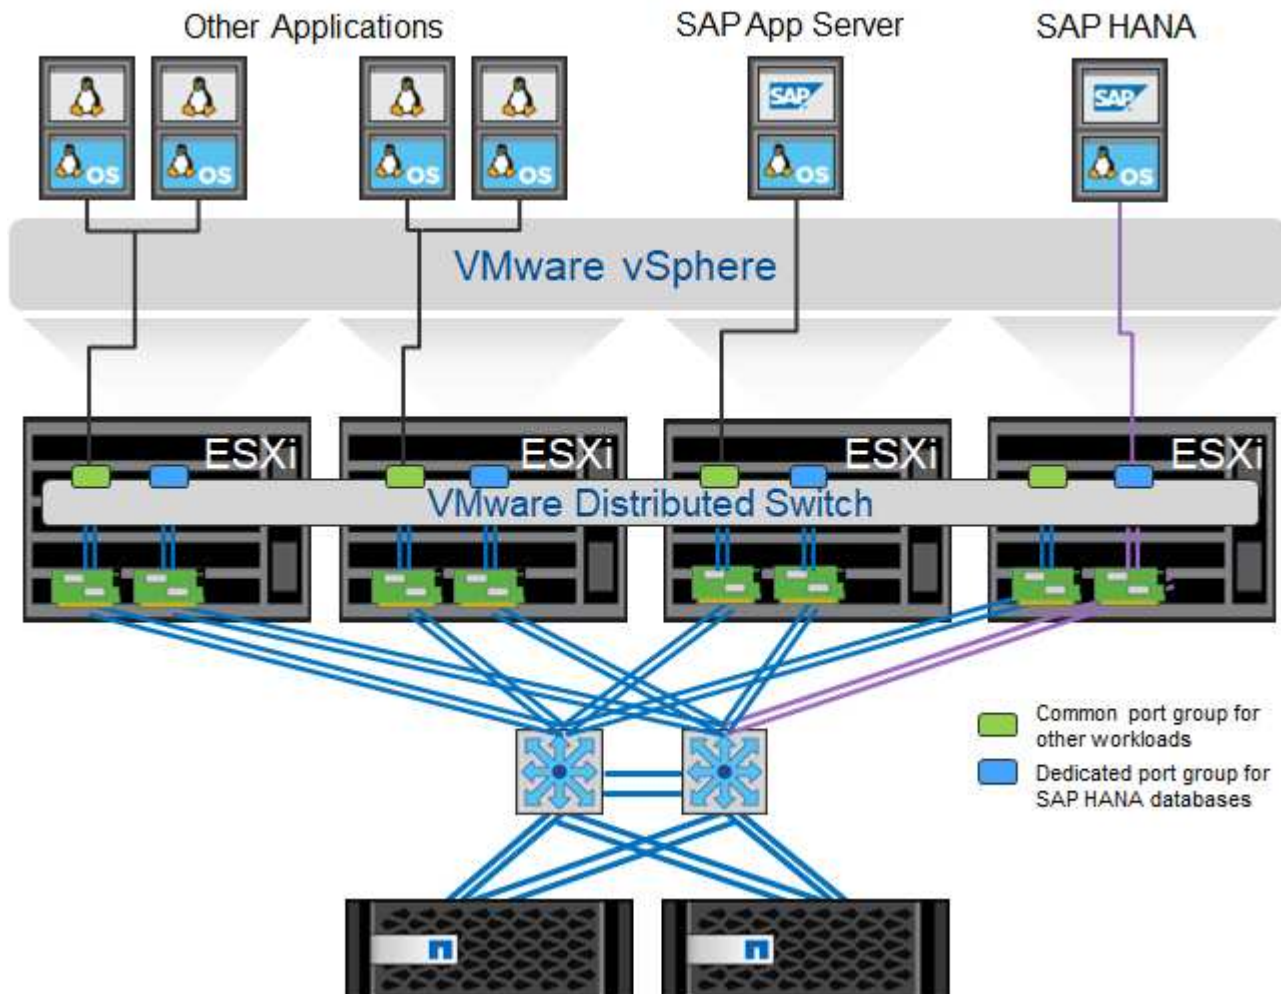 Other Applications
SAP App Server
SAP HANA
SAP
SAP
OS
OS
OS
OS
OS
OS
VMware vSphere
ESXi
ESXi
ESXi
ESXi
VMware Distributed Switch
Common port group for
other workloads
Dedicated port group for
SAP HANA databases